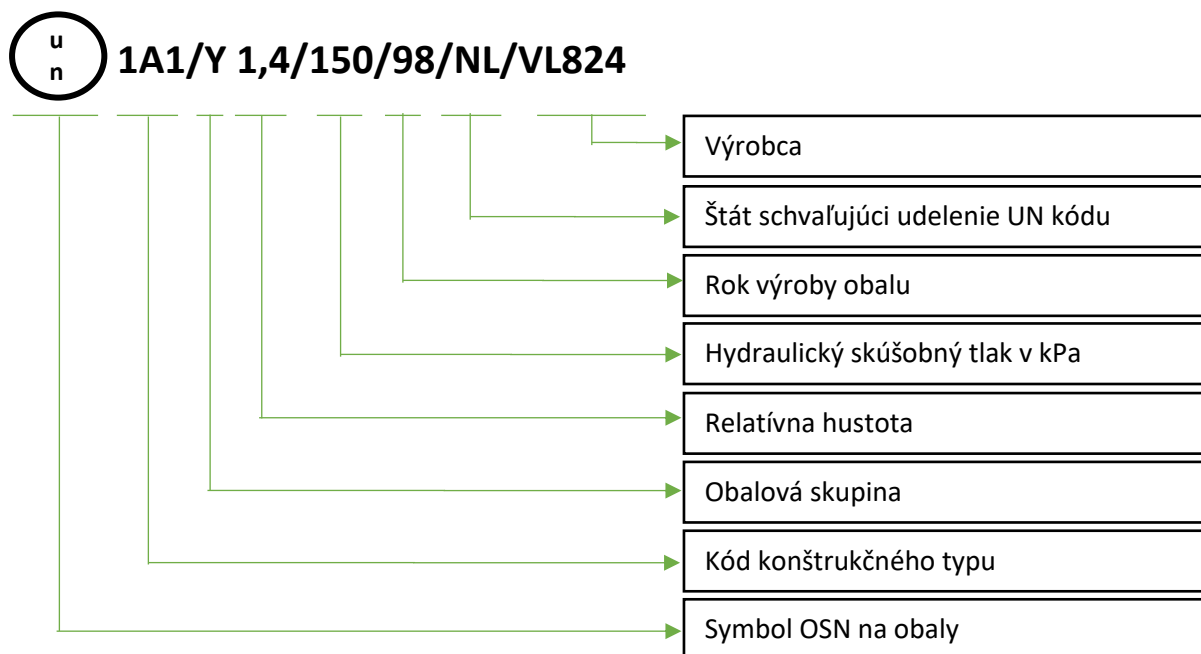 u
n
1A1/Y 1,4/150/98/NL/VL824
Výrobca
Štát schvaľujúci udelenie UN kódu
Rok výroby obalu
Hydraulický skúšobný tlak v kPa
Relatívna hustota
Obalová skupina
Kód konštrukčného typu
Symbol OSN na obaly